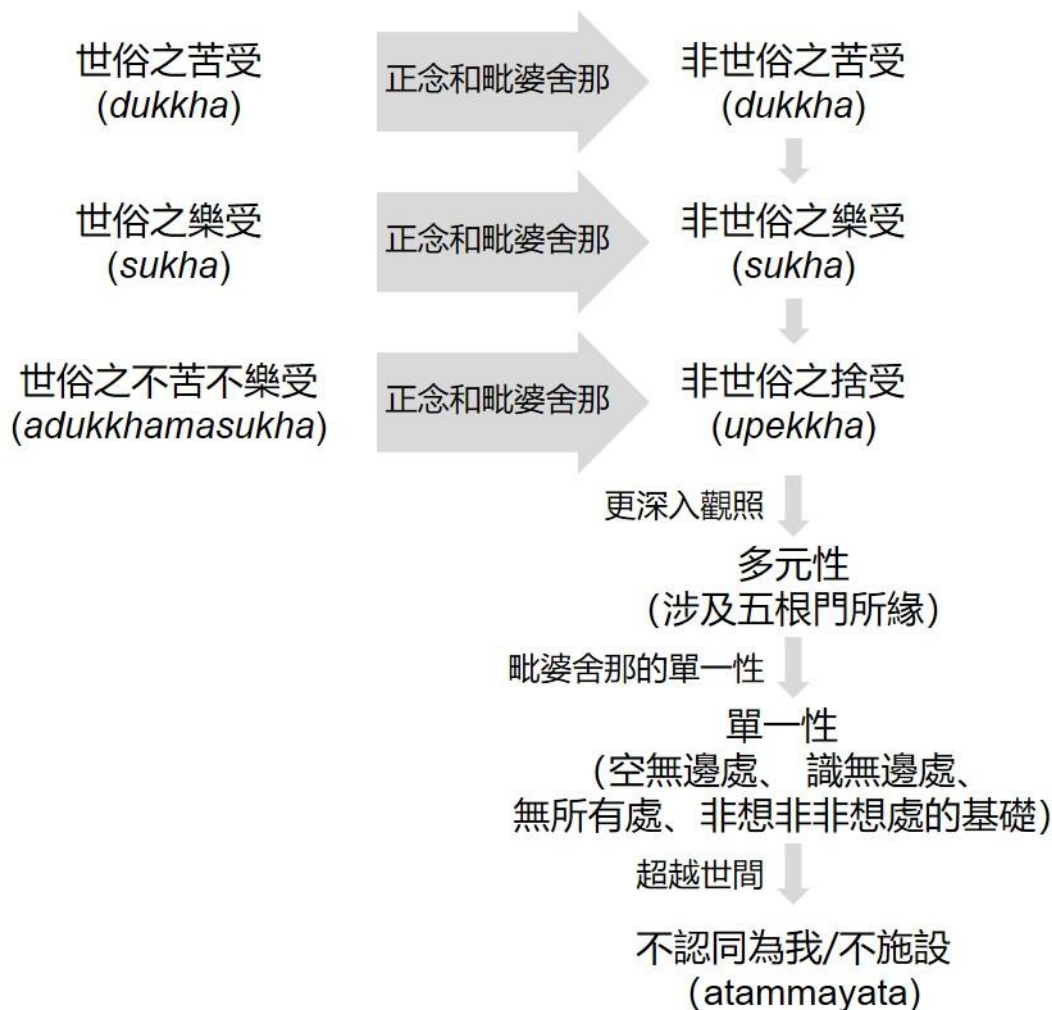 世俗之苦受
(dukkha)
正念和毗婆舍那
非世俗之苦受
(dukkha)
世俗之樂受
(sukha)
正念和毗婆舍那
非世俗之樂受
(sukha)
世俗之不苦不樂受
(adukkhamasukha)
正念和毗婆舍那
非世俗之捨受
(upekkha)
更深入觀照
多元性
(涉及五根門所緣)
毗婆舍那的單一性
單一性
(空無邊處、 識無邊處、
無所有處、非想非非想處的基礎)
超越世間
不認同為我/不施設
(atammayata)